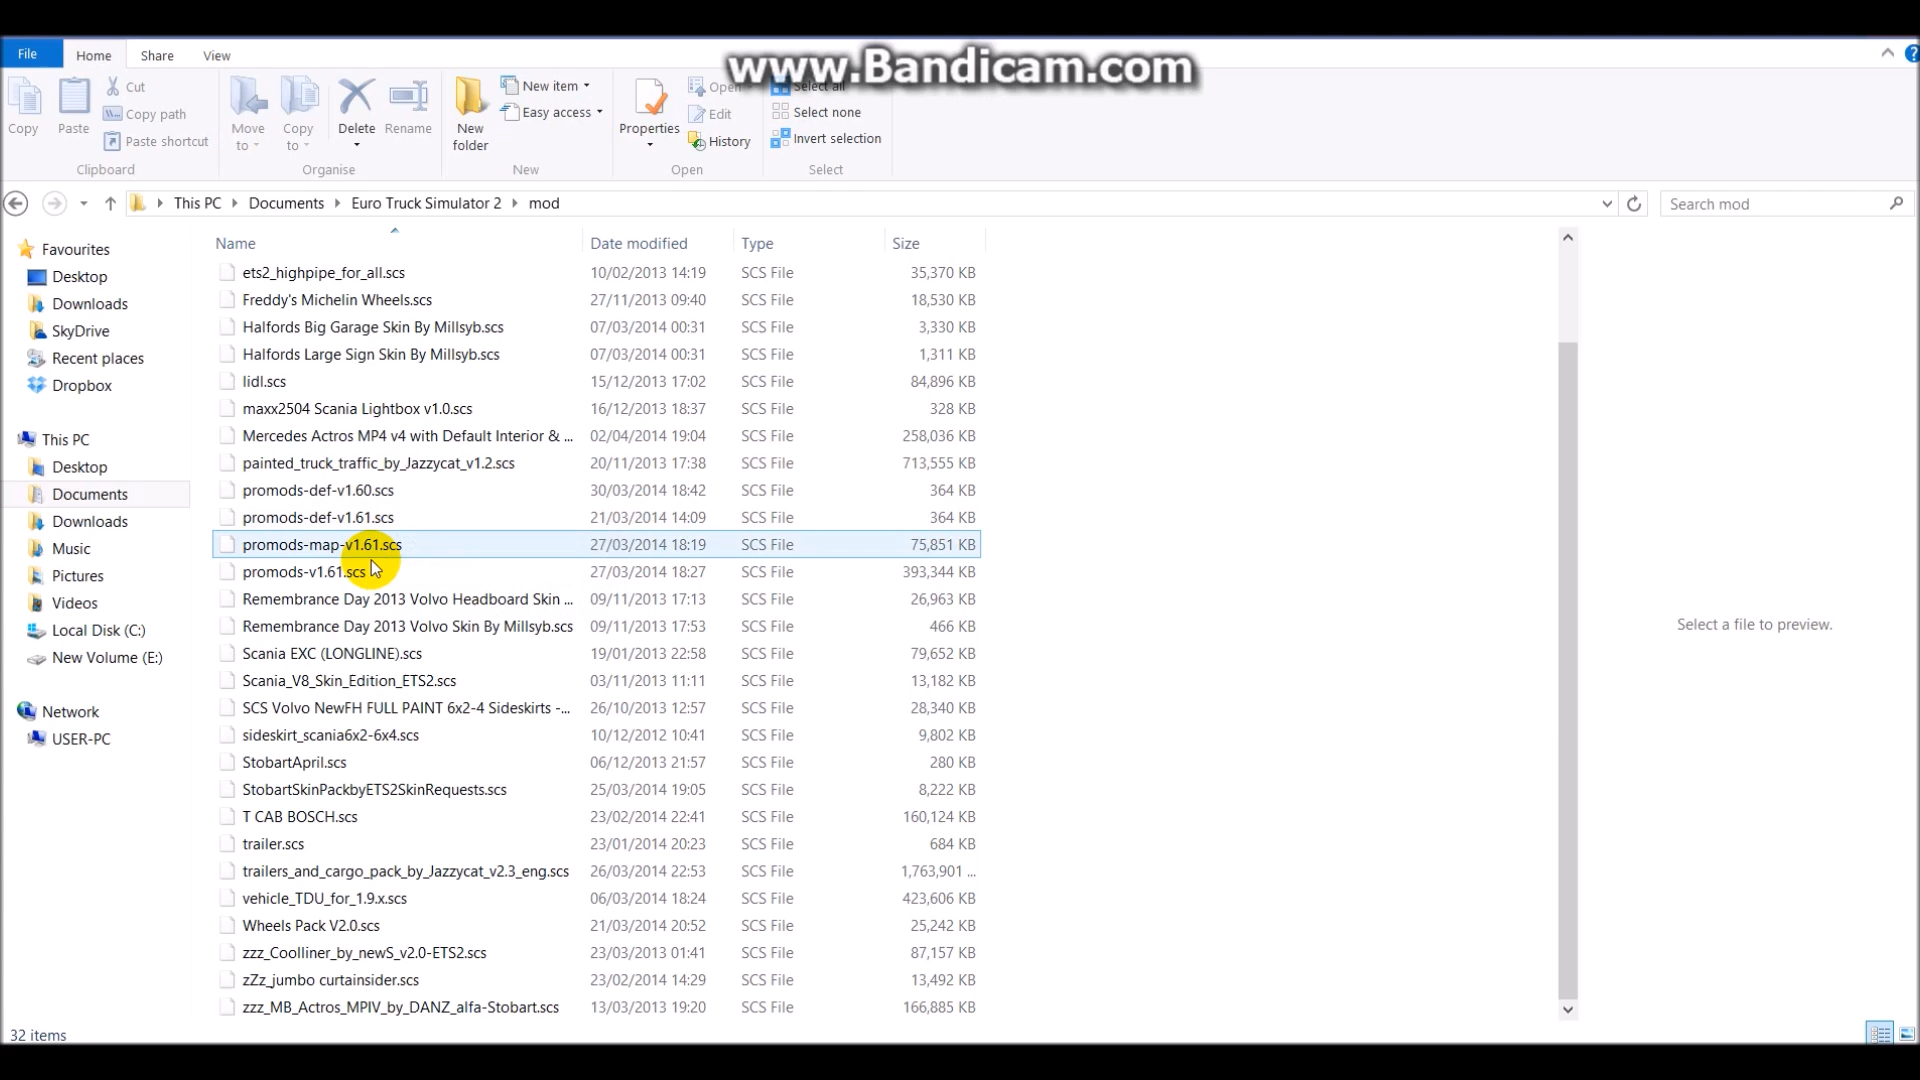 www.Bandicam.com
File Home Share View
Copy
Paste
Cut
Copy path
Paste shortcut
Clipboard
Move to
Copy to
Delete
Rename
Organise
New folder
New item
Easy access
New
Properties
Open
Edit
History
Open
Select all
Select none
Invert selection
Select
This PC Documents Euro Truck Simulator 2 mod
Search mod
Favourites
Desktop
Downloads
SkyDrive
Recent places
Dropbox
This PC
Desktop
Documents
Downloads
Music
Pictures
Videos
Local Disk (C:)
New Volume (E:)
Network
USER-PC
Name Date modified Type Size
ets2_highpipe_for_all.scs 10/02/2013 14:19 SCS File 35,370 KB
Freddy's Michelin Wheels.scs 27/11/2013 09:40 SCS File 18,530 KB
Halfords Big Garage Skin By Millsyb.scs 07/03/2014 00:31 SCS File 3,330 KB
Halfords Large Sign Skin By Millsyb.scs 07/03/2014 00:31 SCS File 1,311 KB
lidl.scs 15/12/2013 17:02 SCS File 84,896 KB
maxx2504 Scania Lightbox v1.0.scs 16/12/2013 18:37 SCS File 328 KB
Mercedes Actros MP4 v4 with Default Interior & ... 02/04/2014 19:04 SCS File 258,036 KB
painted_truck_traffic_by_Jazzycat_v1.2.scs 20/11/2013 17:38 SCS File 713,555 KB
promods-def-v1.60.scs 30/03/2014 18:42 SCS File 364 KB
promods-def-v1.61.scs 21/03/2014 14:09 SCS File 364 KB
promods-map-v1.61.scs 27/03/2014 18:19 SCS File 75,851 KB
promods-v1.61.scs 27/03/2014 18:27 SCS File 393,344 KB
Remembrance Day 2013 Volvo Headboard Skin ... 09/11/2013 17:13 SCS File 26,963 KB
Remembrance Day 2013 Volvo Skin By Millsyb.scs 09/11/2013 17:53 SCS File 466 KB
Scania EXC (LONGLINE).scs 19/01/2013 22:58 SCS File 79,652 KB
Scania_V8_Skin_Edition_ETS2.scs 03/11/2013 11:11 SCS File 13,182 KB
SCS Volvo NewFH FULL PAINT 6x2-4 Sideskirts -... 26/10/2013 12:57 SCS File 28,340 KB
sideskirt_scania6x2-6x4.scs 10/12/2012 10:41 SCS File 9,802 KB
StobartApril.scs 06/12/2013 21:57 SCS File 280 KB
StobartSkinPackbyETS2SkinRequests.scs 25/03/2014 19:05 SCS File 8,222 KB
T CAB BOSCH.scs 23/02/2014 22:41 SCS File 160,124 KB
trailer.scs 23/01/2014 20:23 SCS File 684 KB
trailers_and_cargo_pack_by_Jazzycat_v2.3_eng.scs 26/03/2014 22:53 SCS File 1,763,901 ...
vehicle_TDU_for_1.9.x.scs 06/03/2014 18:24 SCS File 423,606 KB
Wheels Pack V2.0.scs 21/03/2014 20:52 SCS File 25,242 KB
zzz_Coolliner_by_newS_v2.0-ETS2.scs 23/03/2013 01:41 SCS File 87,157 KB
zZz_jumbo curtainsider.scs 23/02/2014 14:29 SCS File 13,492 KB
zzz_MB_Actros_MPIV_by_DANZ_alfa-Stobart.scs 13/03/2013 19:20 SCS File 166,885 KB
Select a file to preview.
32 items